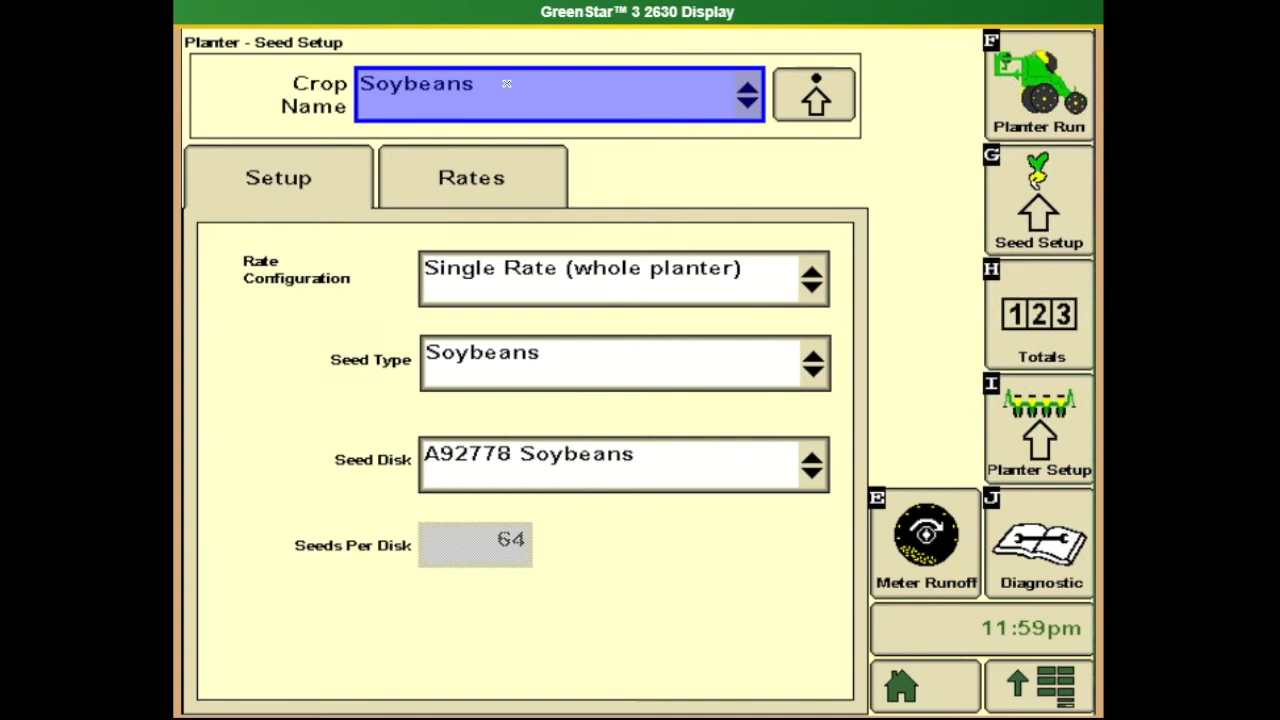 GreenStar™ 3 2630 Display
Planter - Seed Setup
Crop
Name
Soybeans
Setup
Rates
Rate
Configuration
Single Rate (whole planter)
Seed Type
Soybeans
Seed Disk
A92778 Soybeans
Seeds Per Disk
64
F
Planter Run
G
Seed Setup
H
123
Totals
I
Planter Setup
E
Meter Runoff
J
Diagnostic
11:59pm